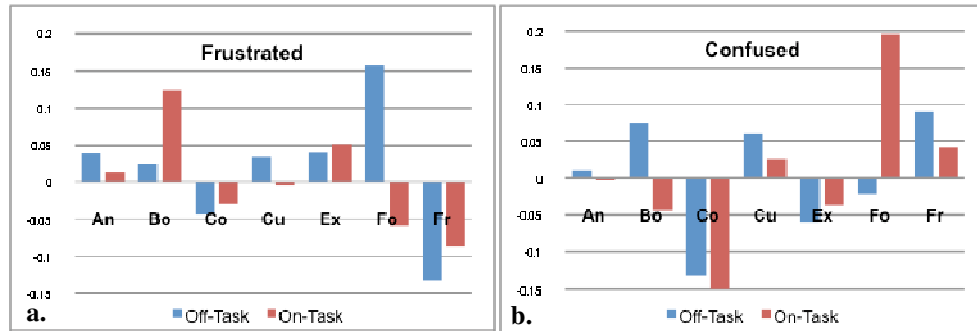 Frustrated
0.2
0.15
0.1
0.05
0
-0.05
-0.1
-0.15
An Bo Co Cu Ex Fo Fr
Off-Task On-Task
a.
Confused
0.2
0.15
0.1
0.05
0
-0.05
-0.1
-0.15
An Bo Co Cu Ex Fo Fr
Off-Task On-Task
b.